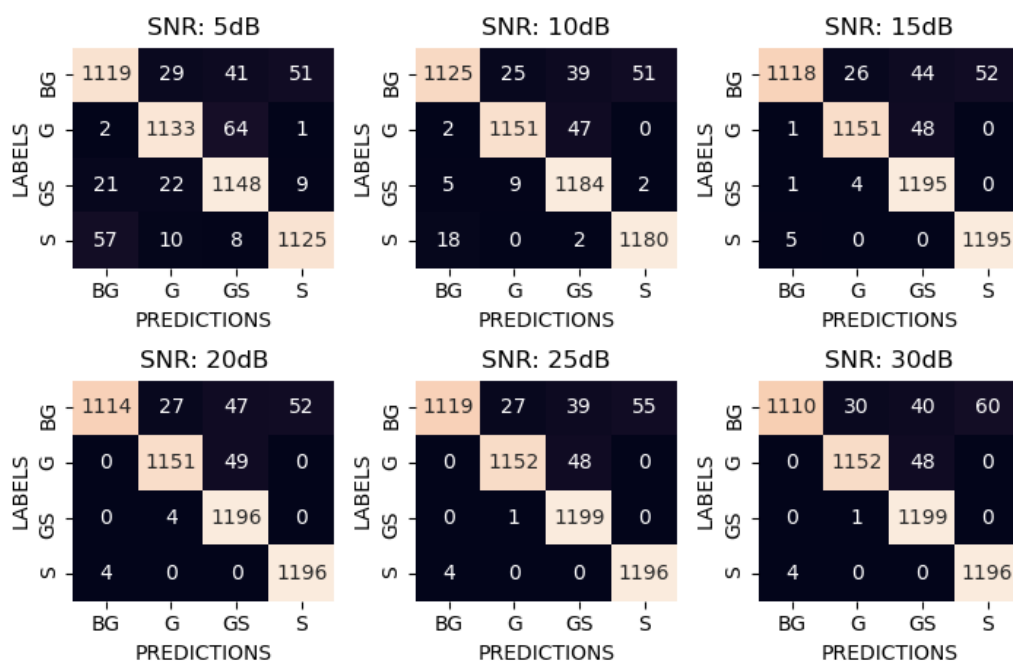 SNR: 5dB
BG 1119 29 41 51
G 2 1133 64 1
GS 21 22 1148 9
S 57 10 8 1125
LABELS
BG G GS S
PREDICTIONS
SNR: 10dB
BG 1125 25 39 51
G 2 1151 47 0
GS 5 9 1184 2
S 18 0 2 1180
LABELS
BG G GS S
PREDICTIONS
SNR: 15dB
BG 1118 26 44 52
G 1 1151 48 0
GS 1 4 1195 0
S 5 0 0 1195
LABELS
BG G GS S
PREDICTIONS
SNR: 20dB
BG 1114 27 47 52
G 0 1151 49 0
GS 0 4 1196 0
S 4 0 0 1196
LABELS
BG G GS S
PREDICTIONS
SNR: 25dB
BG 1119 27 39 55
G 0 1152 48 0
GS 0 1 1199 0
S 4 0 0 1196
LABELS
BG G GS S
PREDICTIONS
SNR: 30dB
BG 1110 30 40 60
G 0 1152 48 0
GS 0 1 1199 0
S 4 0 0 1196
LABELS
BG G GS S
PREDICTIONS